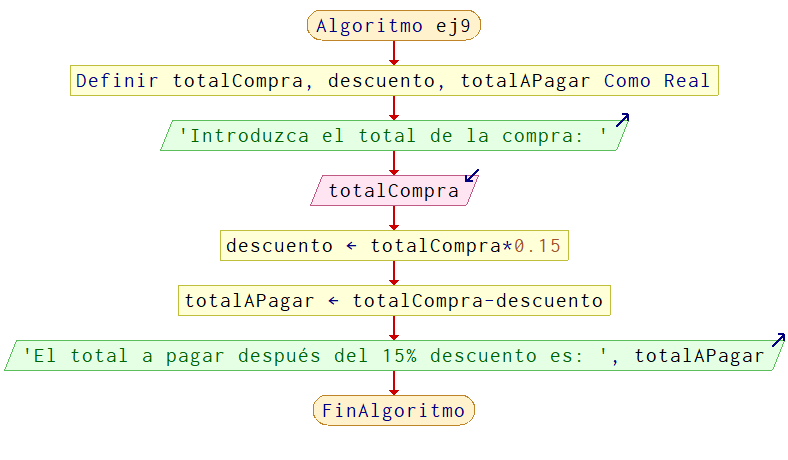 Algoritmo ej9
Definir totalCompra, descuento, totalAPagar Como Real
'Introduzca el total de la compra: '
totalCompra
descuento ← totalCompra*0.15
totalAPagar ← totalCompra-descuento
'El total a pagar después del 15% descuento es: ', totalAPagar
FinAlgoritmo